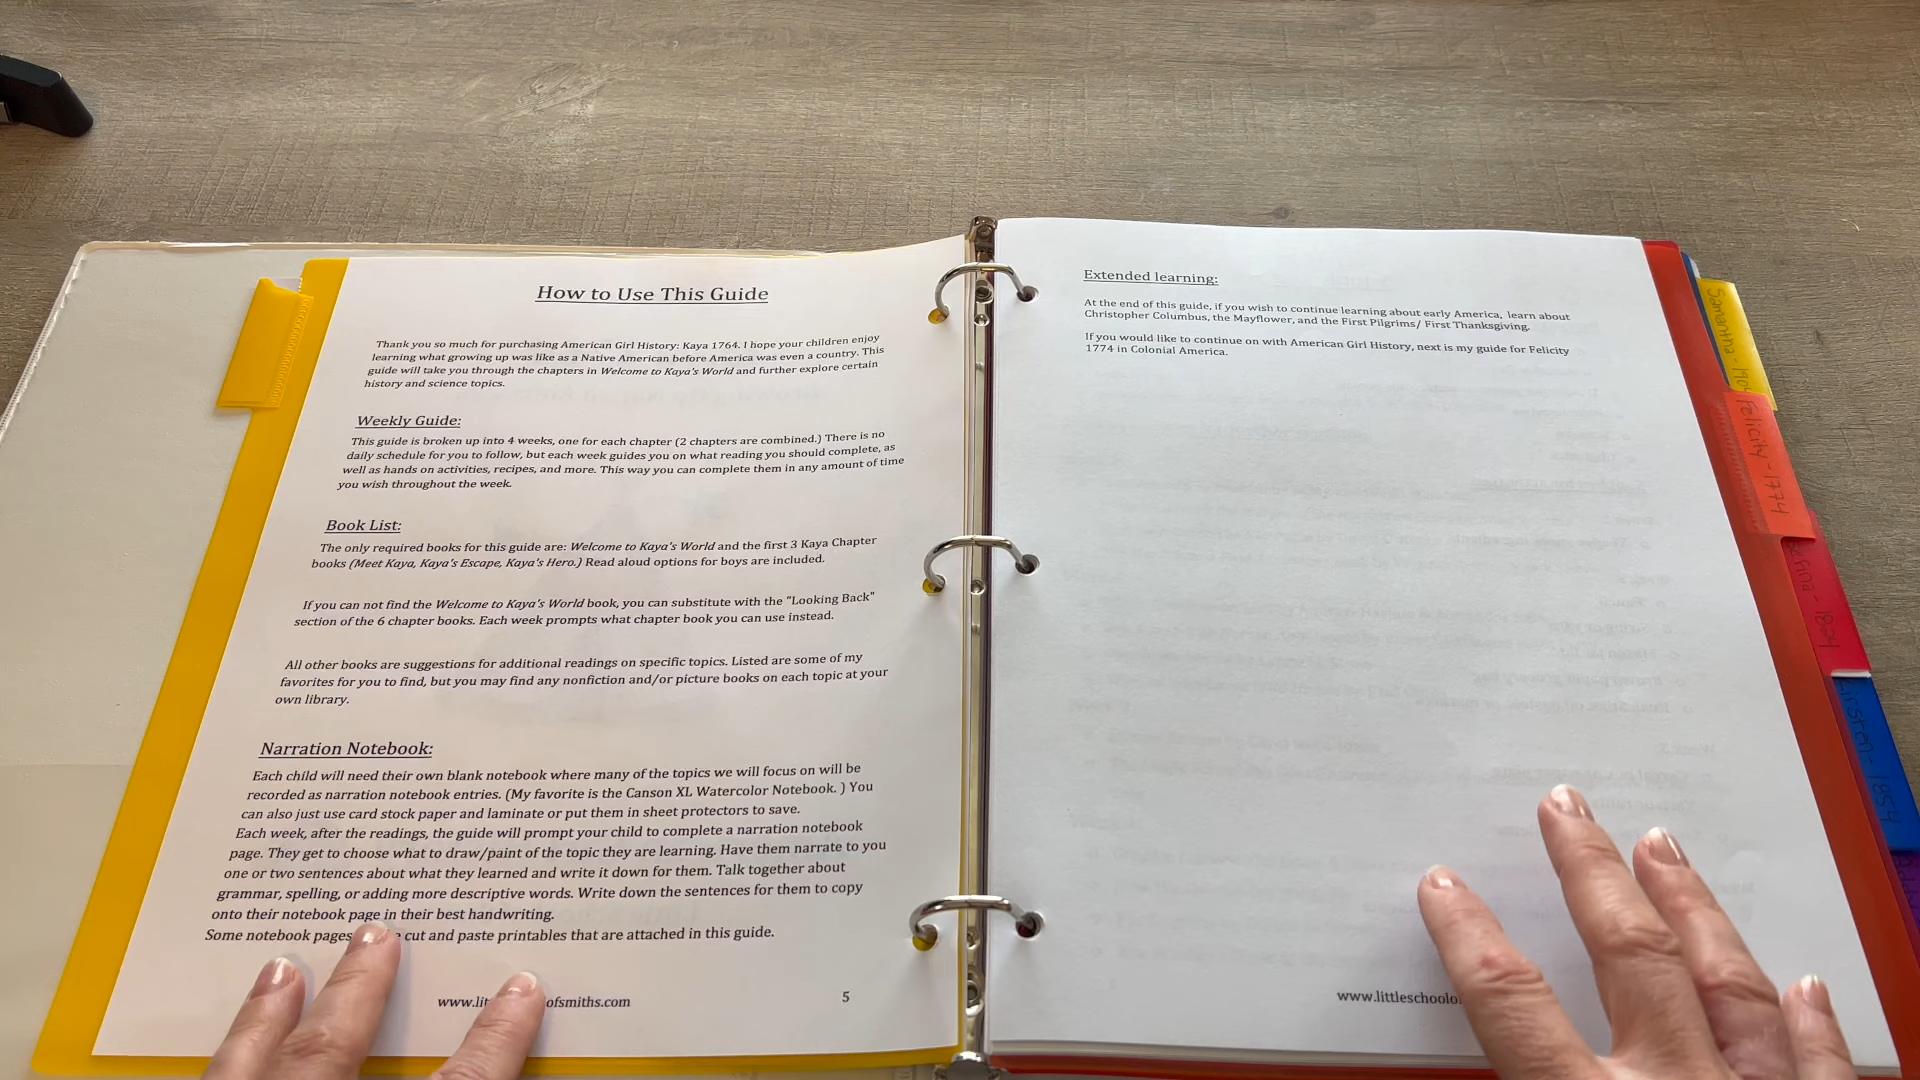 How to Use This Guide
Thank you so much for purchasing American Girl History: Kaya 1764. I hope your children enjoy
learning what growing up was like as a Native American before America was even a country. This
guide will take you through the chapters in Welcome to Kaya's World and further explore certain
history and science topics.
Weekly Guide:
This guide is broken up into 4 weeks, one for each chapter (2 chapters are combined.) There is no
daily schedule for you to follow, but each week guides you on what reading you should complete, as
well as hands on activities, recipes, and more. This way you can complete them in any amount of time
you wish throughout the week.
Book List:
The only required books for this guide are: Welcome to Kaya's World and the first 3 Kaya Chapter
books (Meet Kaya, Kaya's Escape, Kaya's Hero.) Read aloud options for boys are included.
If you can not find the Welcome to Kaya's World book, you can substitute with the "Looking Back"
section of the 6 chapter books. Each week prompts what chapter book you can use instead.
All other books are suggestions for additional readings on specific topics. Listed are some of my
favorites for you to find, but you may find any nonfiction and/or picture books on each topic at your
own library.
Narration Notebook:
Each child will need their own blank notebook where many of the topics we will focus on will be
recorded as narration notebook entries. (My favorite is the Canson XL Watercolor Notebook. ) You
can also just use card stock paper and laminate or put them in sheet protectors to save.
Each week, after the readings, the guide will prompt your child to complete a narration notebook
page. They get to choose what to draw/paint of the topic they are learning. Have them narrate to you
one or two sentences about what they learned and write it down for them. Talk together about
grammar, spelling, or adding more descriptive words. Write down the sentences for them to copy
onto their notebook page in their best handwriting.
Some notebook pages cut and paste printables that are attached in this guide.
www.lit ofsmiths.com
5
Extended learning:
At the end of this guide, if you wish to continue learning about early America, learn about
Christopher Columbus, the Mayflower, and the First Pilgrims/ First Thanksgiving.
If you would like to continue on with American Girl History, next is my guide for Felicity
1774 in Colonial America.
www.littleschoolo
Samantha - 190
Felicity - 1774
1801
Kirsten - 1854